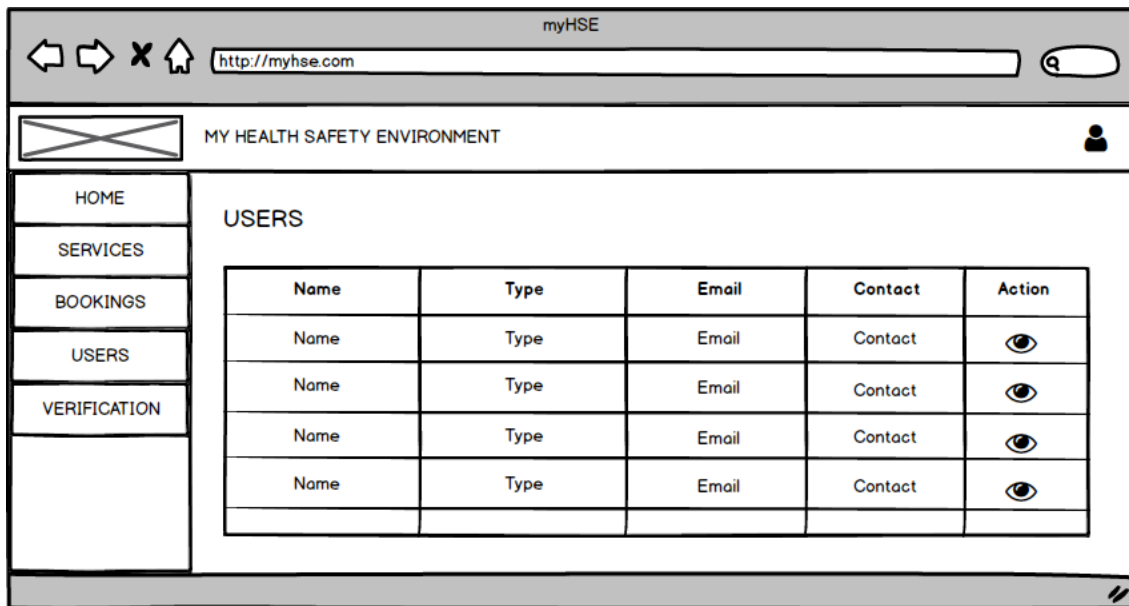 myHSE
http://myhse.com
MY HEALTH SAFETY ENVIRONMENT
HOME
SERVICES
BOOKINGS
USERS
VERIFICATION
USERS
Name Type Email Contact Action
Name Type Email Contact
Name Type Email Contact
Name Type Email Contact
Name Type Email Contact